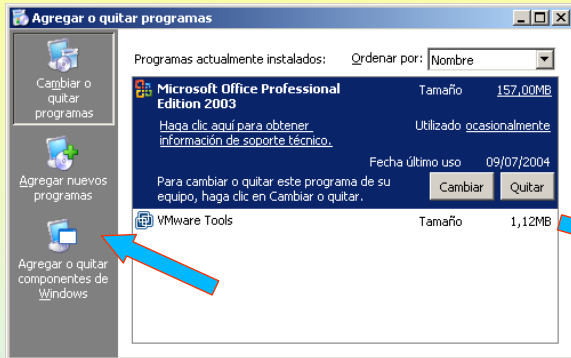 Agregar o quitar programas
Cambiar o
quitar
programas
Agregar nuevos
programas
Agregar o quitar
componentes de
Windows
Programas actualmente instalados: Ordenar por: Nombre
Microsoft Office Professional Tamaño 157,00MB
Edition 2003
Haga clic aquí para obtener Utilizado ocasionalmente
información de soporte técnico.
Fecha último uso 09/07/2004
Para cambiar o quitar este programa de su
equipo, haga clic en Cambiar o quitar. Cambiar Quitar
VMware Tools Tamaño 1,12MB